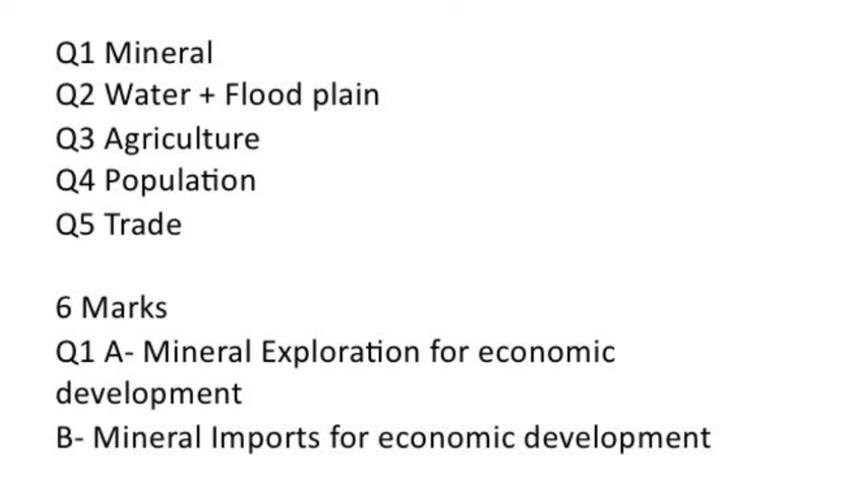 Q1 Mineral
Q2 Water + Flood plain
Q3 Agriculture
Q4 Population
Q5 Trade
6 Marks
Q1 A- Mineral Exploration for economic
development
B- Mineral Imports for economic development